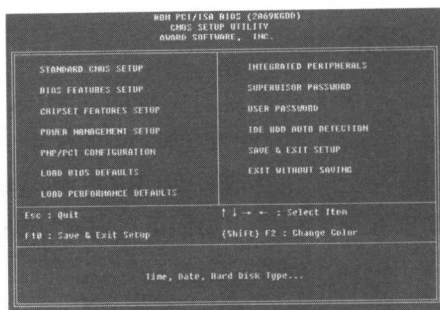 ROM PCI/ISA BIOS (2A69KGDD)
CMOS SETUP UTILITY
AWARD SOFTWARE, INC.
STANDARD CMOS SETUP
BIOS FEATURES SETUP
CHIPSET FEATURES SETUP
POWER MANAGEMENT SETUP
PNP/PCI CONFIGURATION
LOAD BIOS DEFAULTS
LOAD PERFORMANCE DEFAULTS
INTEGRATED PERIPHERALS
SUPERVISOR PASSWORD
USER PASSWORD
IDE HDD AUTO DETECTION
SAVE & EXIT SETUP
EXIT WITHOUT SAVING
Esc : Quit
↑ ↓ → ← : Select Item
F10 : Save & Exit Setup
(Shift) F2 : Change Color
Time, Date, Hard Disk Type...